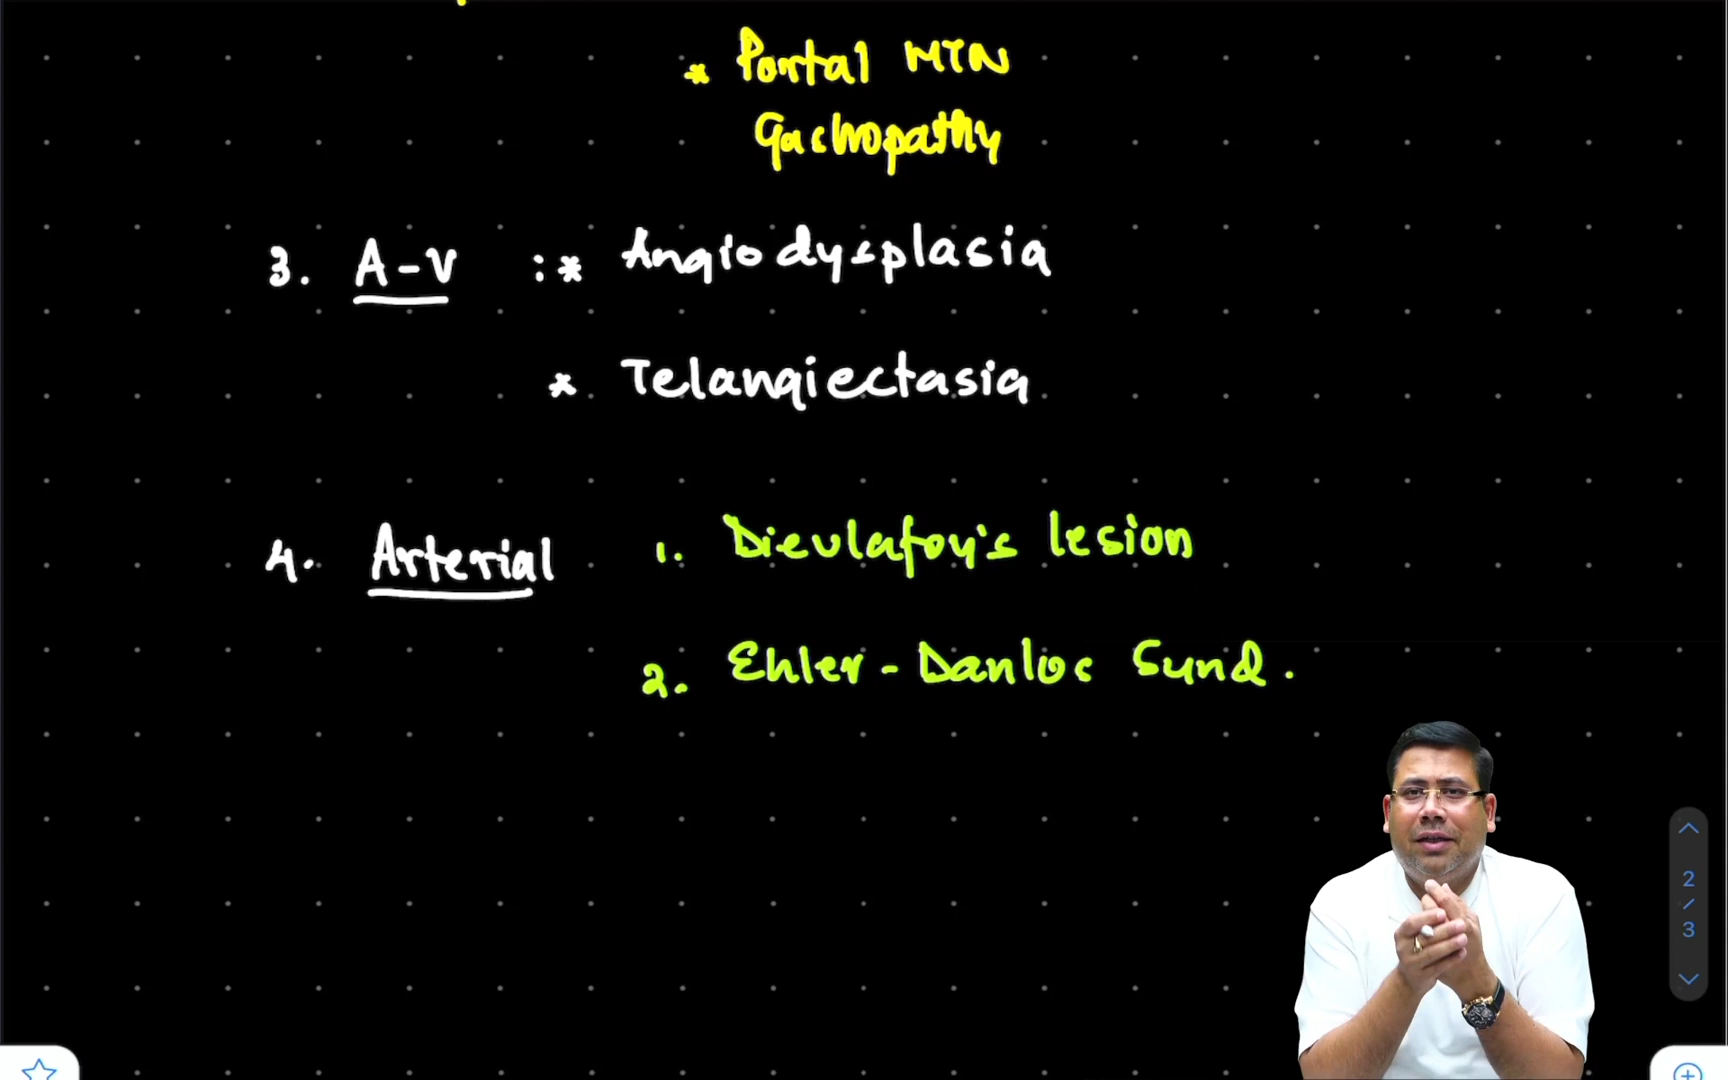 * Portal HTN
Gastropathy
3. A-V :* Angiodysplasia
* Telangiectasia
4. Arterial 1. Dieulafoy's lesion
2. Ehler-Danlos Synd.
2
/
3